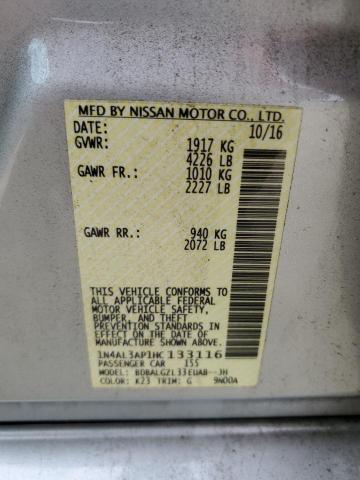 MFD BY NISSAN MOTOR CO., LTD.
DATE: 10/16
GVWR: 1917 KG
4226 LB
GAWR FR.: 1010 KG
2227 LB
GAWR RR.: 940 KG
2072 LB
THIS VEHICLE CONFORMS TO ALL
APPLICABLE FEDERAL
MOTOR VEHICLE SAFETY,
BUMPER, AND THEFT
PREVENTION STANDARDS IN
EFFECT ON THE DATE OF
MANUFACTURE SHOWN ABOVE.
1N4AL3AP1HC133116
PASSENGER CAR 155
MODEL: BDBALGZL33EUAB--JH
COLOR: K23 TRIM: G 9N00A